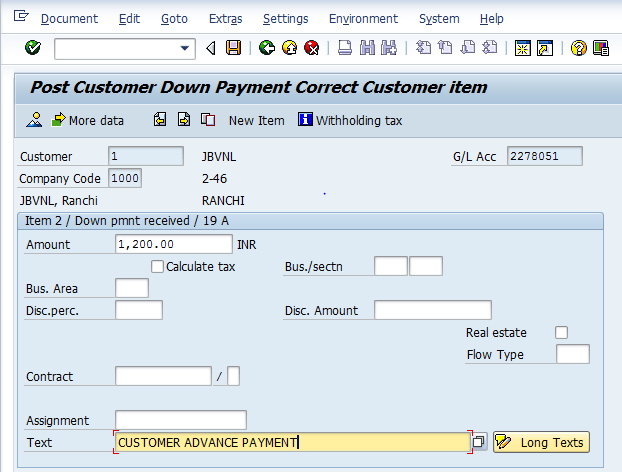 Document Edit Goto Extras Settings Environment System Help
Post Customer Down Payment Correct Customer item
More data New Item Withholding tax
Customer 1 JBVNL G/L Acc 2278051
Company Code 1000 2-46
JBVNL, Ranchi RANCHI
Item 2 / Down pmnt received / 19 A
Amount 1,200.00 INR
Calculate tax Bus./sectn
Bus. Area
Disc.perc. Disc. Amount
Real estate
Flow Type
Contract /
Assignment
Text CUSTOMER ADVANCE PAYMENT Long Texts